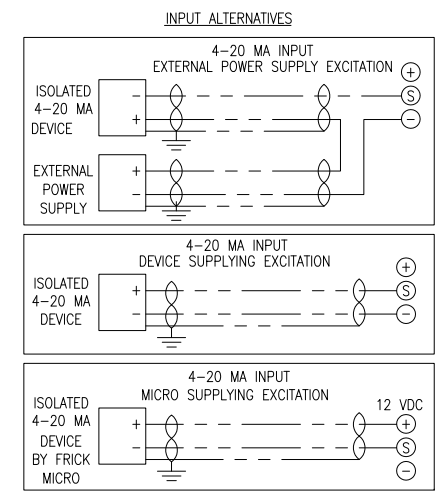 INPUT ALTERNATIVES
4-20 MA INPUT
EXTERNAL POWER SUPPLY EXCITATION
+
S
-
ISOLATED
4-20 MA
DEVICE
-
+
EXTERNAL
POWER
SUPPLY
+
-
4-20 MA INPUT
DEVICE SUPPLYING EXCITATION
+
S
-
ISOLATED
4-20 MA
DEVICE
+
-
4-20 MA INPUT
MICRO SUPPLYING EXCITATION
12 VDC
+
S
-
ISOLATED
4-20 MA
DEVICE
BY FRICK
MICRO
+
-